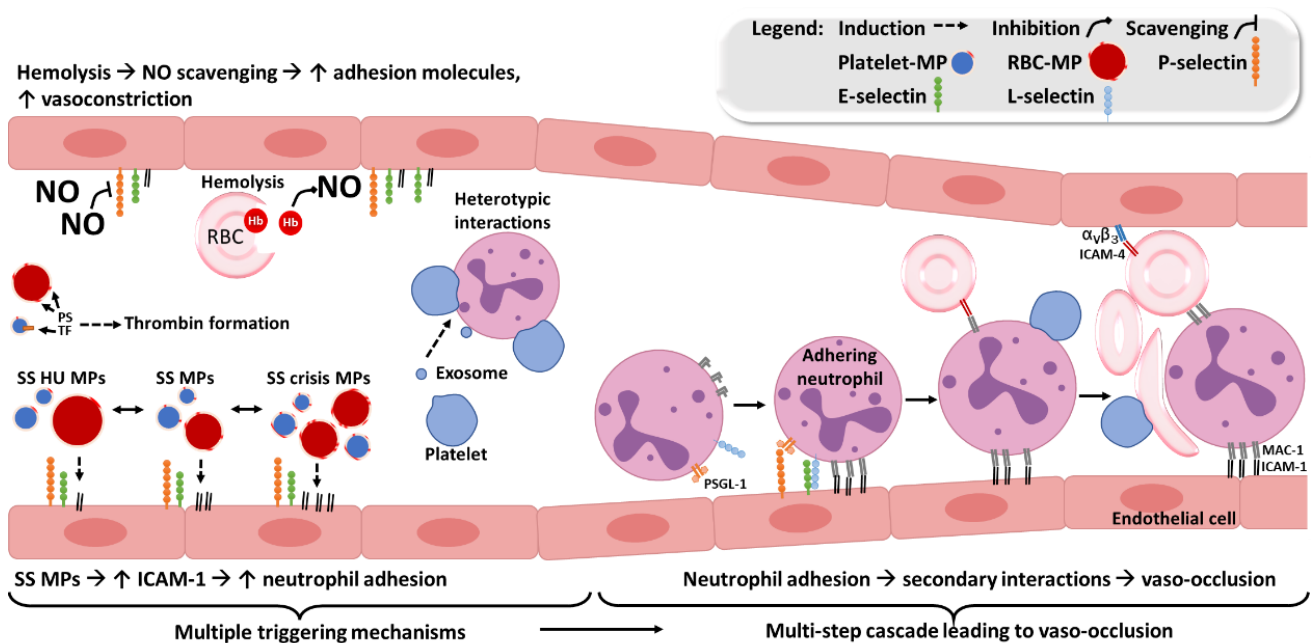 Legend: Induction Inhibition Scavenging
Platelet-MP RBC-MP P-selectin
E-selectin L-selectin
Hemolysis → NO scavenging → ↑ adhesion molecules,
↑ vasoconstriction
NO
NO
Hemolysis
RBC
Hb
Hb
NO
Heterotypic
interactions
αvβ3
ICAM-4
PS
TF
Thrombin formation
SS HU MPs
SS MPs
SS crisis MPs
Exosome
Platelet
Adhering
neutrophil
PSGL-1
MAC-1
ICAM-1
Endothelial cell
SS MPs → ↑ ICAM-1 → ↑ neutrophil adhesion
Neutrophil adhesion → secondary interactions → vaso-occlusion
Multiple triggering mechanisms
Multi-step cascade leading to vaso-occlusion